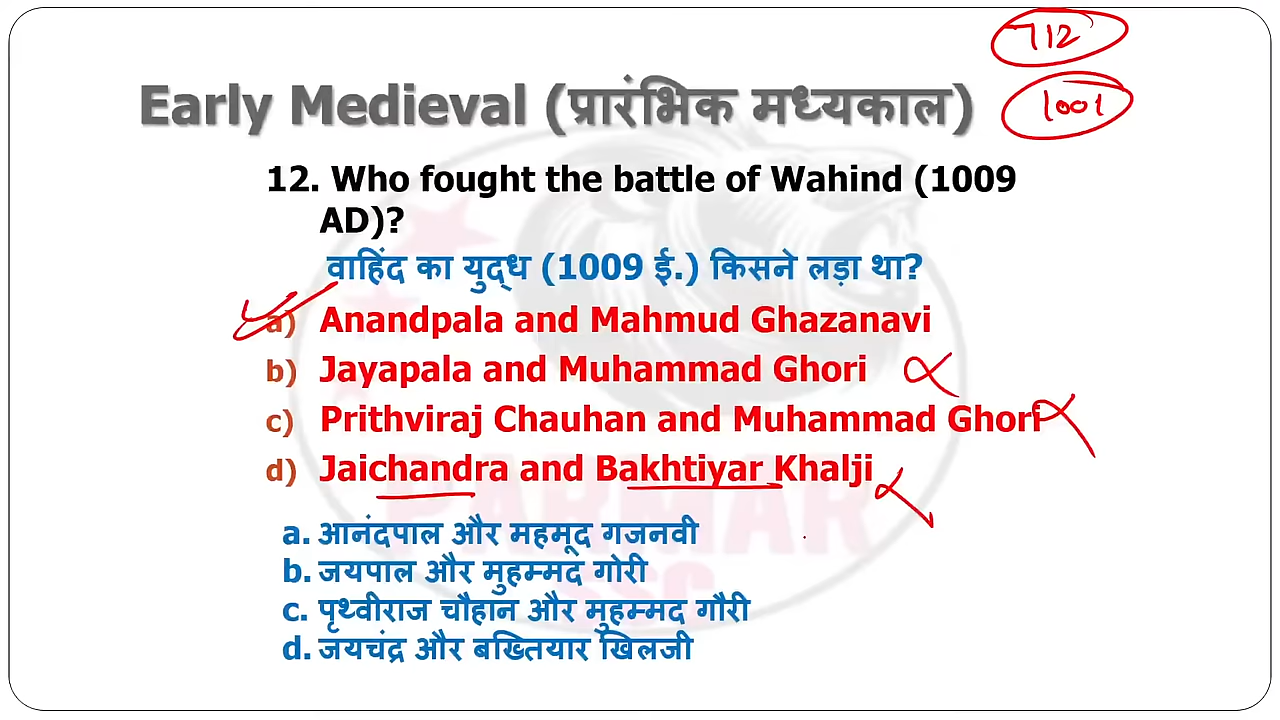 712
1001
Early Medieval (प्रारंभिक मध्यकाल)
12. Who fought the battle of Wahind (1009
AD)?
वाहिंद का युद्ध (1009 ई.) किसने लड़ा था?
a) Anandpala and Mahmud Ghazanavi
b) Jayapala and Muhammad Ghori
c) Prithviraj Chauhan and Muhammad Ghori
d) Jaichandra and Bakhtiyar Khalji
a. आनंदपाल और महमूद गजनवी
b. जयपाल और मुहम्मद गोरी
c. पृथ्वीराज चौहान और मुहम्मद गौरी
d. जयचंद्र और बख्तियार खिलजी
PARMAR
SSC